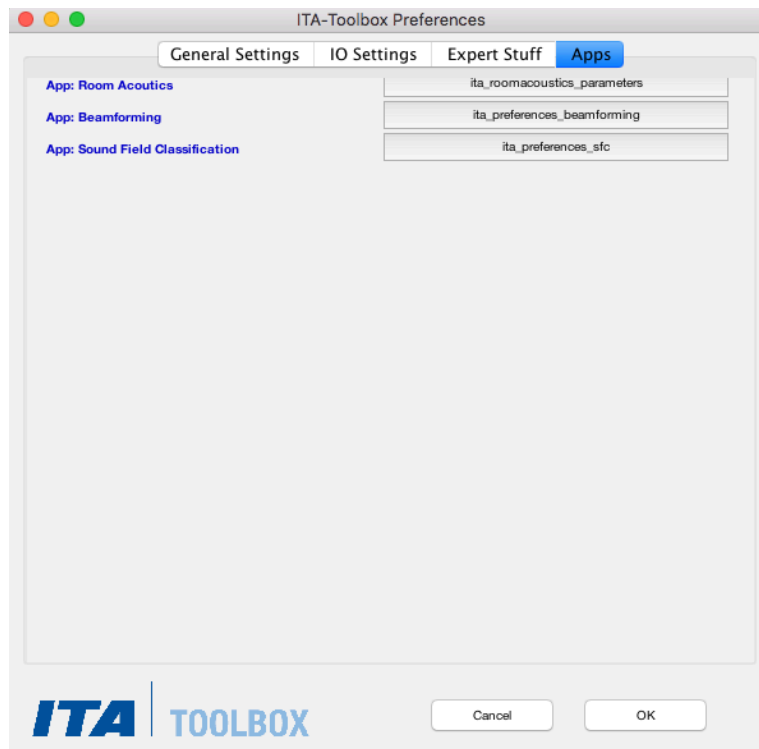 ITA-Toolbox Preferences
General Settings IO Settings Expert Stuff Apps
App: Room Acoutics ita_roomacoustics_parameters
App: Beamforming ita_preferences_beamforming
App: Sound Field Classification ita_preferences_sfc
ITA TOOLBOX Cancel OK